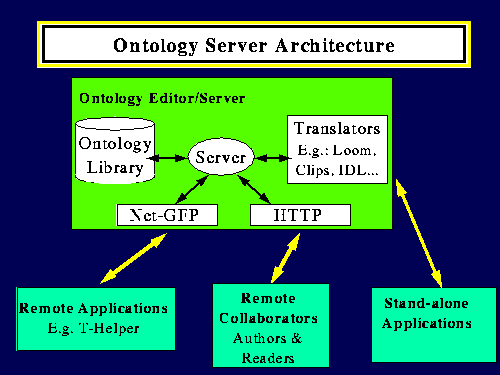 Ontology Server Architecture
Ontology Editor/Server
Ontology
Library
Server
Translators
E.g.: Loom,
Clips, IDL...
Net-GFP
HTTP
Remote Applications
E.g. T-Helper
Remote
Collaborators
Authors &
Readers
Stand-alone
Applications